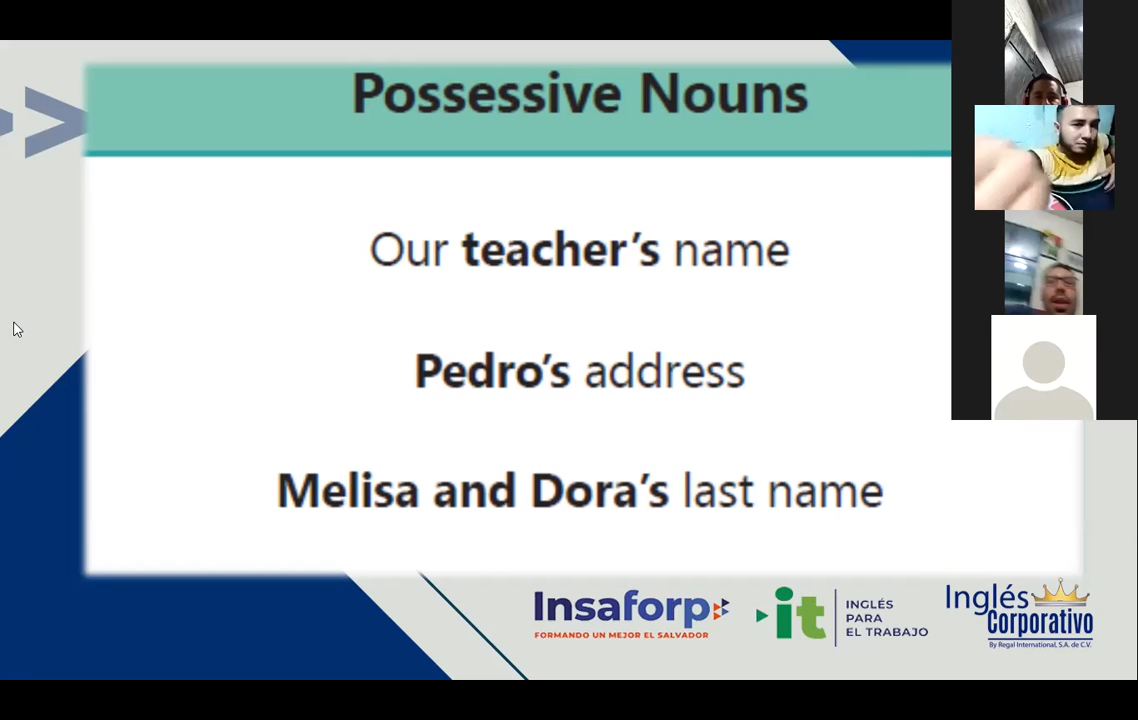 Possessive Nouns
Our teacher's name
Pedro's address
Melisa and Dora's last name
Insaforp
FORMANDO UN MEJOR EL SALVADOR
it
INGLÉS
PARA
EL TRABAJO
Inglés
Corporativo
By Regal International, S.A. de C.V.